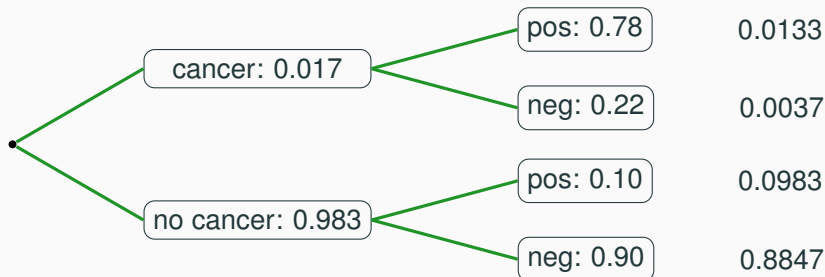 pos: 0.78 0.0133
cancer: 0.017
neg: 0.22 0.0037
pos: 0.10 0.0983
no cancer: 0.983
neg: 0.90 0.8847